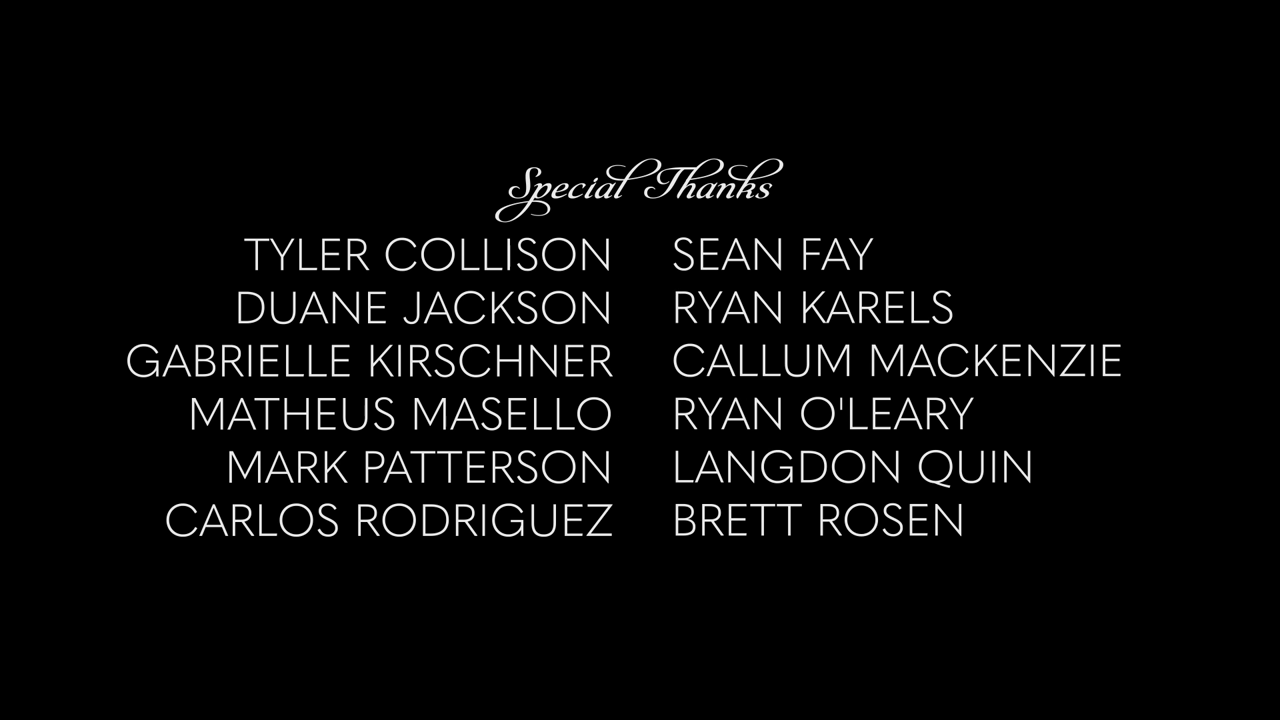 Special Thanks
TYLER COLLISON SEAN FAY
DUANE JACKSON RYAN KARELS
GABRIELLE KIRSCHNER CALLUM MACKENZIE
MATHEUS MASELLO RYAN O'LEARY
MARK PATTERSON LANGDON QUIN
CARLOS RODRIGUEZ BRETT ROSEN